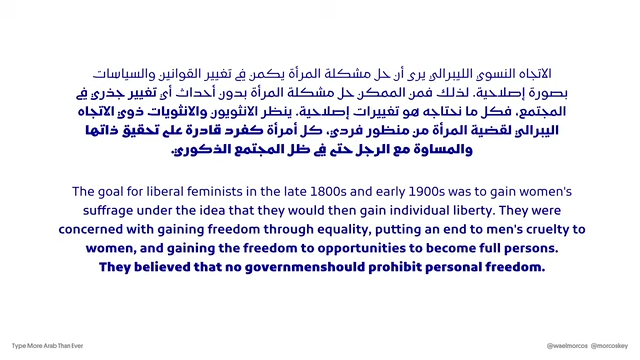 الاتجاه النسوي الليبرالي يرى أن حل مشكلة المرأة يكمن في تغيير القوانين والسياسات
بصورة إصلاحية. لذلك فمن الممكن حل مشكلة المرأة بدون أحداث أي تغيير جذري في
المجتمع، فكل ما نحتاجه هو تغييرات إصلاحية. ينظر الانثويون والانثويات ذوي الاتجاه
اليبرالي لقضية المرأة من منظور فردي، كل أمرأة كفرد قادرة على تحقيق ذاتها
والمساوة مع الرجل حتى في ظل المجتمع الذكوري.
The goal for liberal feminists in the late 1800s and early 1900s was to gain women's
suffrage under the idea that they would then gain individual liberty. They were
concerned with gaining freedom through equality, putting an end to men's cruelty to
women, and gaining the freedom to opportunities to become full persons.
They believed that no governmenshould prohibit personal freedom.
Type More Arab Than Ever
@waelmorcos @morcoskey